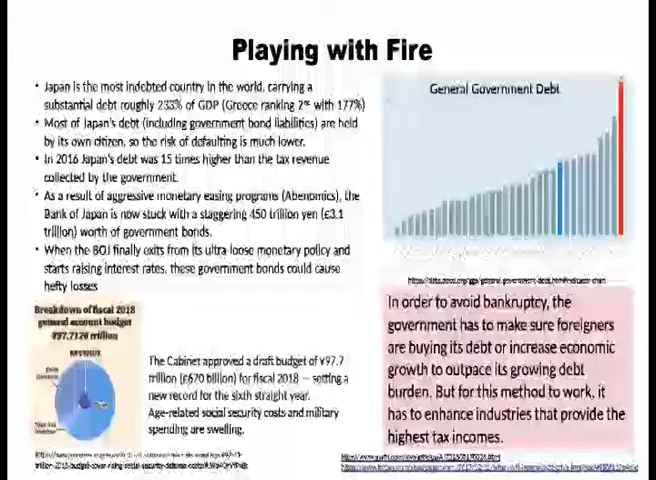 Playing with Fire
• Japan is the most indebted country in the world, carrying a
substantial debt roughly 233% of GDP (Greece ranking 2nd with 177%)
• Most of Japan's debt (including government bond liabilities) are held
by its own citizen, so the risk of defaulting is much lower.
• In 2016 Japan's debt was 15 times higher than the tax revenue
collected by the government.
• As a result of aggressive monetary easing programs (Abenomics), the
Bank of Japan is now stuck with a staggering 450 trillion yen (£3.1
trillion) worth of government bonds.
• When the BOJ finally exits from its ultra-loose monetary policy and
starts raising interest rates, these government bonds could cause
hefty losses
General Government Debt
Breakdown of fiscal 2018
general account budget
¥97.7128 trillion
REVENUE
The Cabinet approved a draft budget of ¥97.7
trillion (£670 billion) for fiscal 2018 — setting a
new record for the sixth straight year.
Age-related social security costs and military
spending are swelling.
In order to avoid bankruptcy, the
government has to make sure foreigners
are buying its debt or increase economic
growth to outpace its growing debt
burden. But for this method to work, it
has to enhance industries that provide the
highest tax incomes.